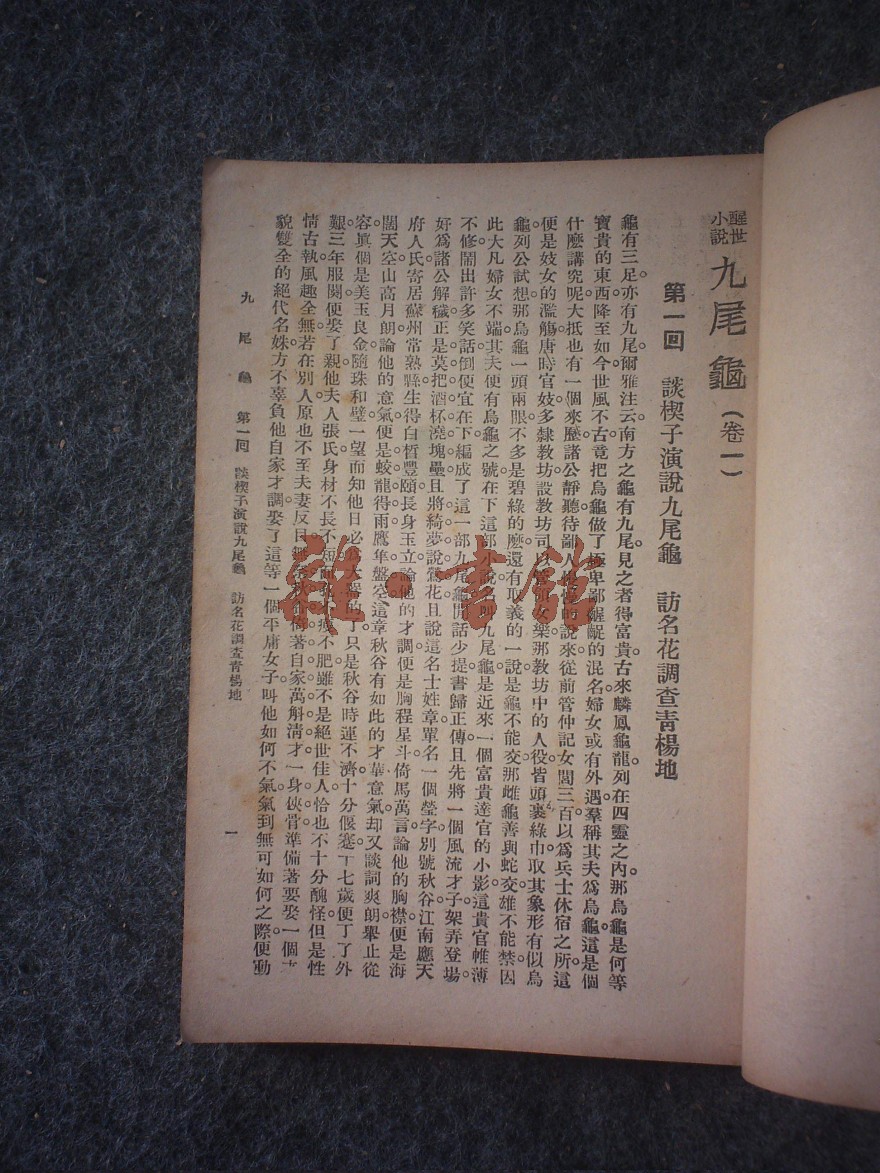 醒世小說 九尾龜 (卷一)
第一回 談楔子演說九尾龜 訪名花調查青楊地
龜有三足。亦有九尾。爾雅注云。南方之龜有九尾。見之者得富貴。古來麟鳳龜龍。列在四靈之內。那烏龜是何等
寶貴的東西。降至如今世風不古。竟把烏龜做了極卑鄙齷齪的混名。婦女或有外遇。羣稱其夫爲烏龜。這是個
什麽講究呢。大抵也有一個來歷。諸公靜聽。待鄙人說來。從前管仲設女閭三百。以爲兵士休宿之所。這
便是妓女的濫觴。唐時官妓多隸教坊。設教坊司以管領女樂。那教坊中的人役。皆頭裹綠巾。取其象形有似烏
龜。列公試想那烏龜一頭兩眼。不多是碧綠的麽。還有取義的一說。是龜不能交。那雌龜善與蛇交。雄不能禁。因
此大凡婦女不端。其夫便有烏龜之號。在下這部小說名叫九尾龜。是近來一個富貴達官的小影。這貴官帷薄
不修。鬧出許多笑話。倒便宜在下編成了這一部九尾龜。閒話少提。書歸正傳。且先將一個風流才子架弄登場。
好爲諸公解穢。正是莫把酒杯澆塊壘。且將綺夢說鶯花。且說這名士姓章。單名一個瑩字。別號秋谷。江南應天
府人氏。寄居蘇州常熟縣。生得白皙豐頤。長身玉立。論他的才調。便是胸程星斗。倚馬萬言。論他的胸襟。便是海
闊天空。山高月朗。論他的意氣。便是蛟龍得雨。鷹隼盤空。這章秋谷有如此的才華意氣。却又談詞爽朗。舉止從
容。眞個是美玉良金。隨珠和璧。一望而知他日必爲大器的了。只是秋谷時運不濟。十分偃蹇。十七歲便丁了外
艱。三年服闋。便娶了親。他夫人張氏。身材不長不短。面孔不瘦不肥。雖不是絕世佳人。恰也不十分醜怪。但是性
情古執。風趣全無。若在別人原也不至夫妻反目。無奈秋谷倚著自家萬斛清才。一身俠骨。準備著要娶一個才
貌雙全的絕代名姝。方不辜負他自家才調。娶了這等一個平庸女子。叫他如何不氣。氣到無可如何之際。便動
九尾龜 第一回 談楔子演說九尾龜 訪名花調查青楊地 一
雜·書館